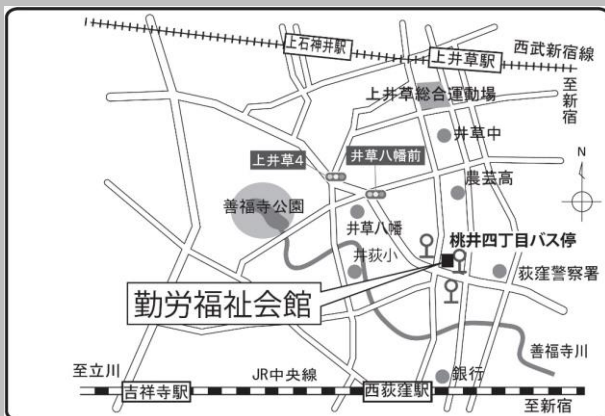 上石神井駅
上井草駅
西武新宿線
至新宿
上井草総合運動場
井草中
上井草4
井草八幡前
農芸高
N
善福寺公園
井草八幡
桃井四丁目バス停
井荻小
荻窪警察署
勤労福祉会館
善福寺川
至立川
JR中央線
銀行
吉祥寺駅
西荻窪駅
至新宿